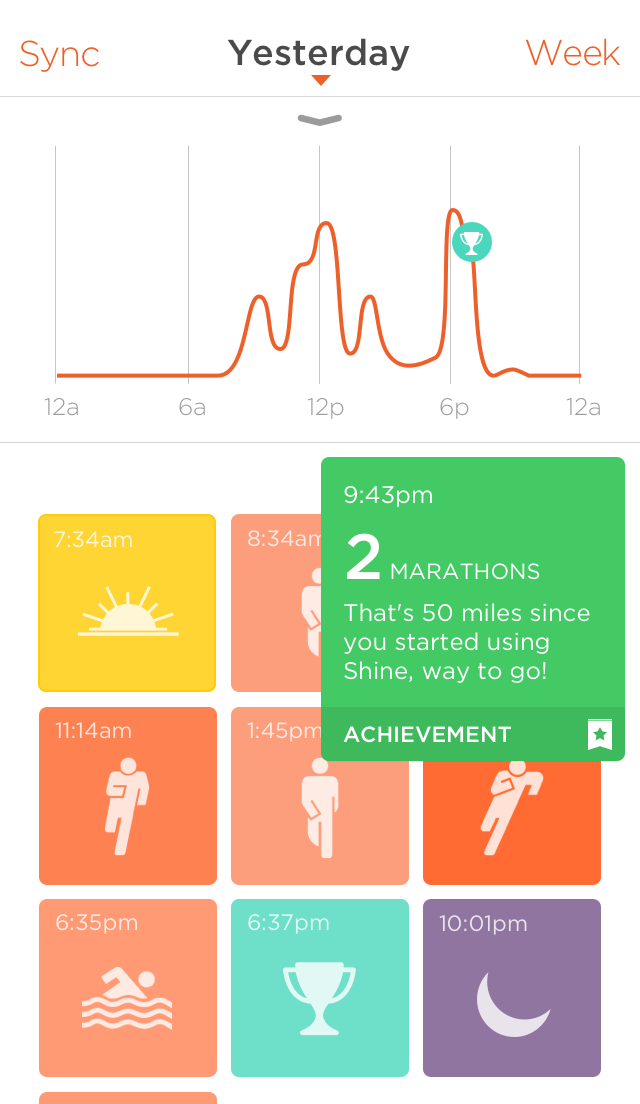 Sync
Yesterday
Week
12a
6a
12p
6p
12a
7:34am
8:34am
9:43pm
2 MARATHONS
That's 50 miles since
you started using
Shine, way to go!
ACHIEVEMENT
11:14am
1:45pm
6:35pm
6:37pm
10:01pm